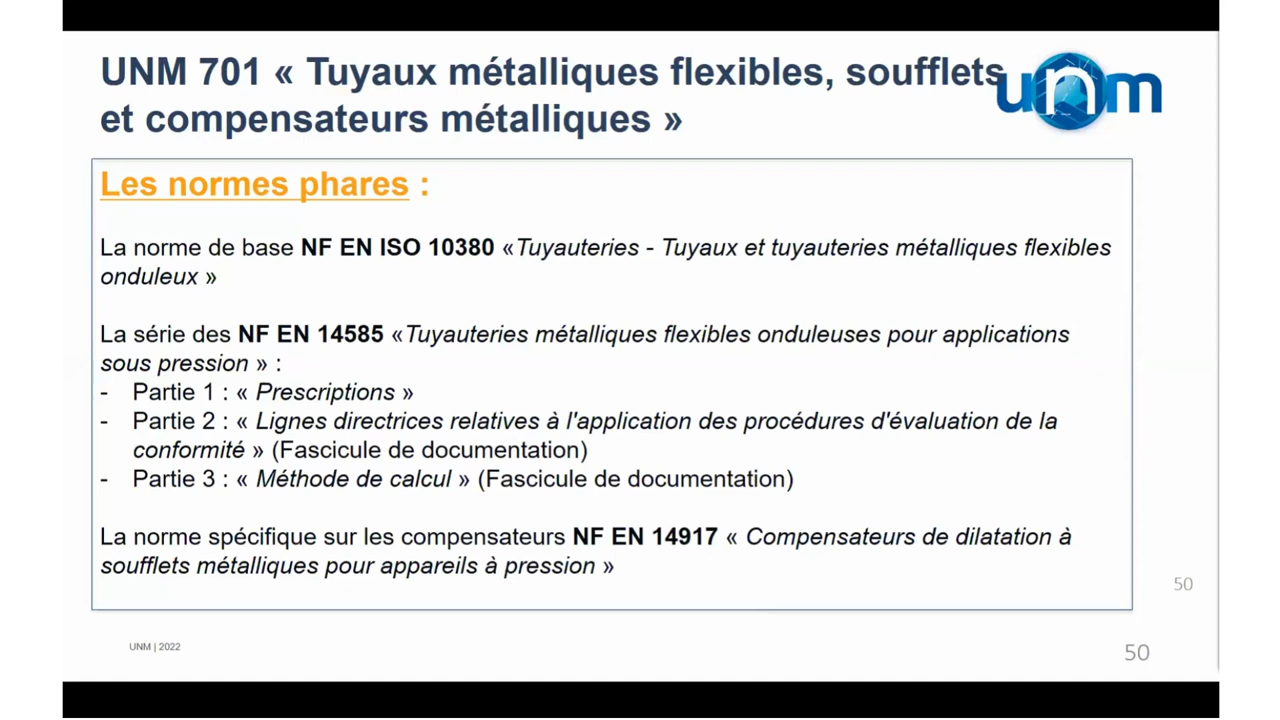 UNM 701 « Tuyaux métalliques flexibles, soufflets
et compensateurs métalliques »
unm
Les normes phares :
La norme de base NF EN ISO 10380 «Tuyauteries - Tuyaux et tuyauteries métalliques flexibles
onduleux »
La série des NF EN 14585 «Tuyauteries métalliques flexibles onduleuses pour applications
sous pression » :
- Partie 1 : « Prescriptions »
- Partie 2 : « Lignes directrices relatives à l'application des procédures d'évaluation de la
conformité » (Fascicule de documentation)
- Partie 3 : « Méthode de calcul » (Fascicule de documentation)
La norme spécifique sur les compensateurs NF EN 14917 « Compensateurs de dilatation à
soufflets métalliques pour appareils à pression »
50
UNM | 2022
50